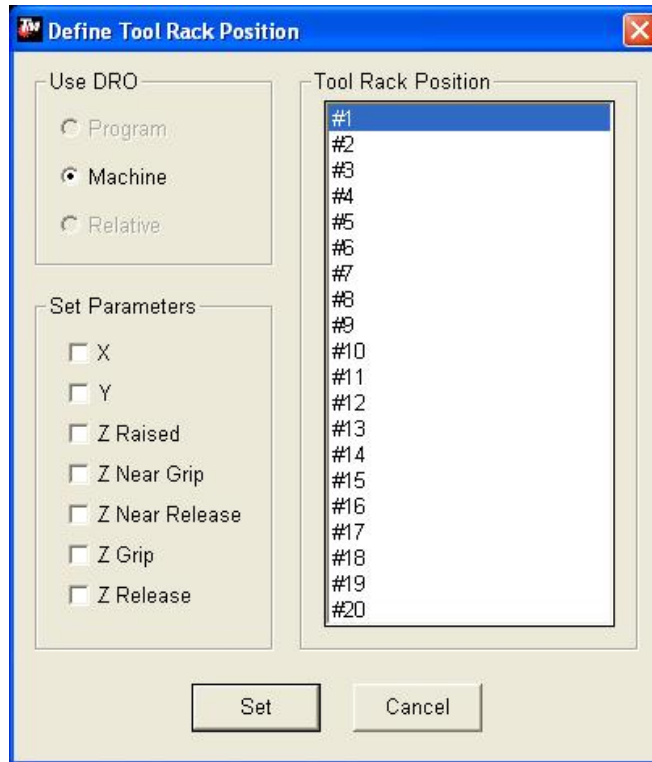 Define Tool Rack Position
Use DRO
Program
Machine
Relative
Set Parameters
X
Y
Z Raised
Z Near Grip
Z Near Release
Z Grip
Z Release
Tool Rack Position
#1
#2
#3
#4
#5
#6
#7
#8
#9
#10
#11
#12
#13
#14
#15
#16
#17
#18
#19
#20
Set
Cancel